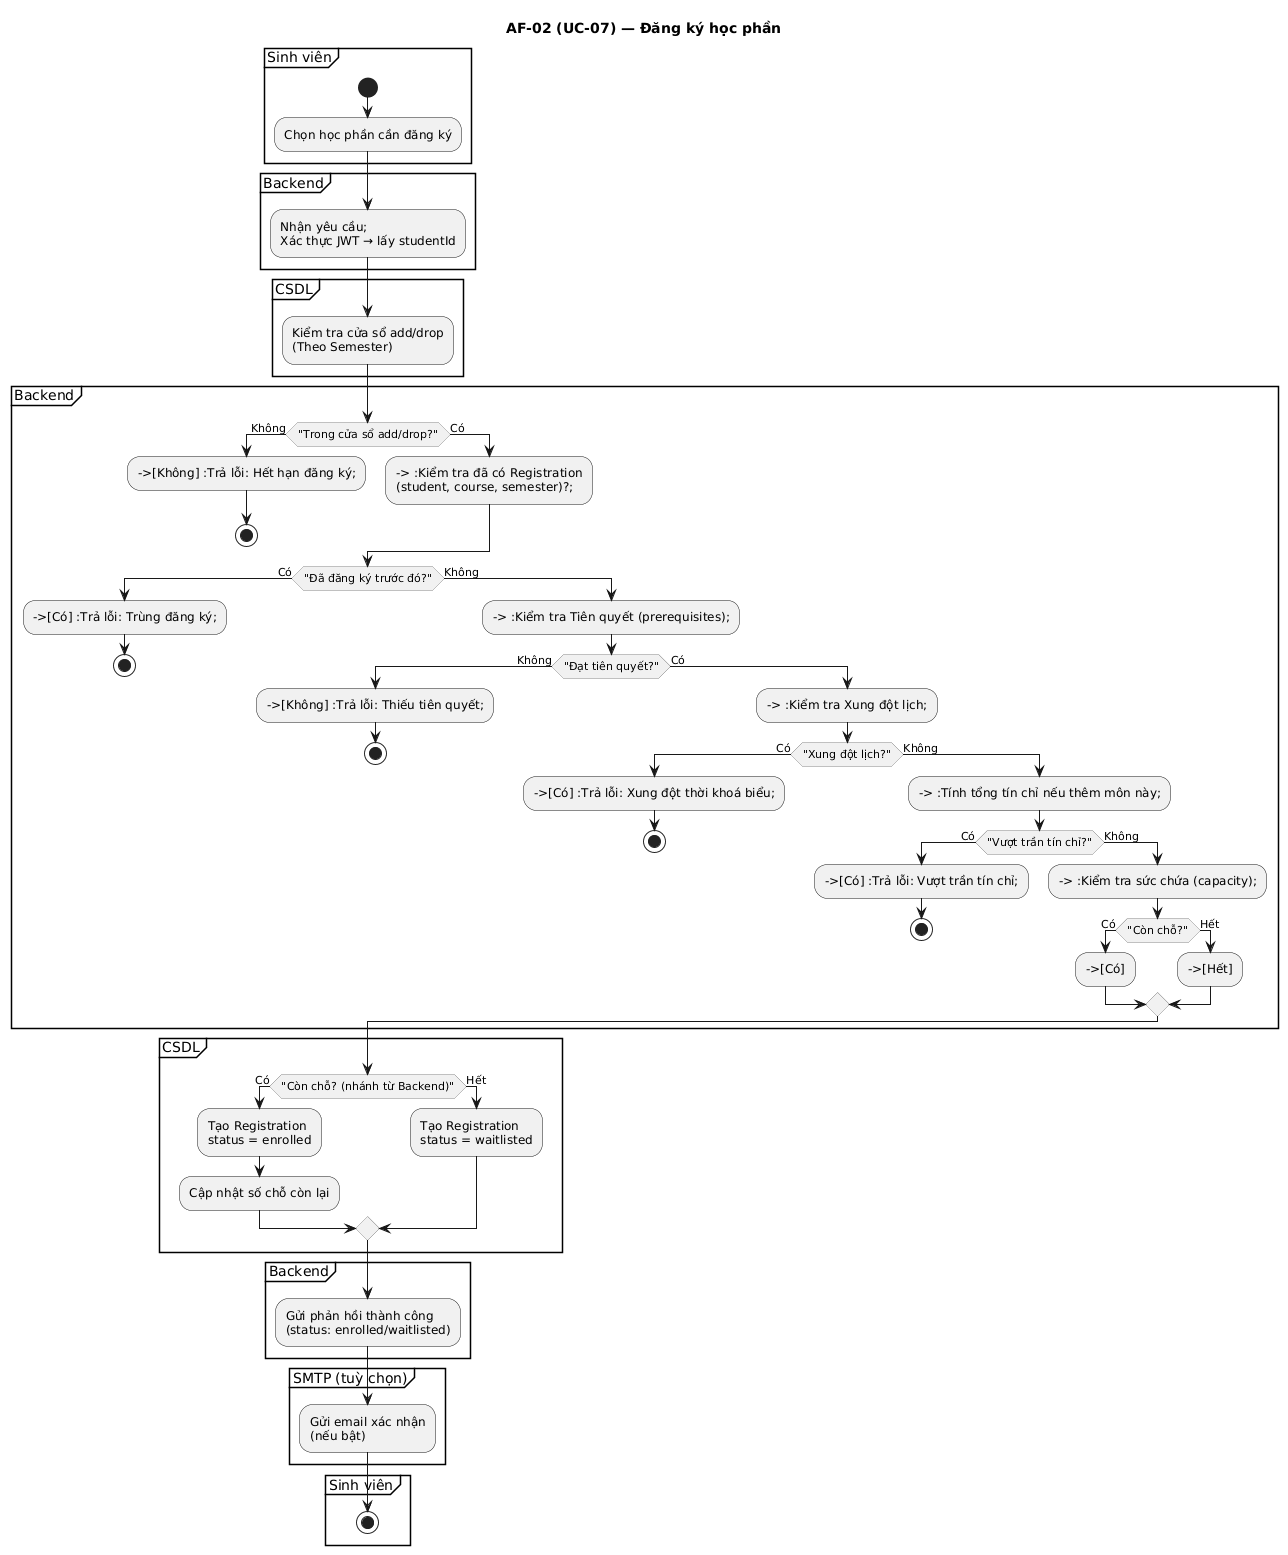 AF-02 (UC-07) — Đăng ký học phần
Sinh viên
Chọn học phần cần đăng ký
Backend
Nhận yêu cầu;
Xác thực JWT → lấy studentId
CSDL
Kiểm tra cửa sổ add/drop
(Theo Semester)
Backend
Không
"Trong cửa sổ add/drop?"
Có
->[Không] :Trả lỗi: Hết hạn đăng ký;
-> :Kiểm tra đã có Registration
(student, course, semester)?;
Có
"Đã đăng ký trước đó?"
Không
->[Có] :Trả lỗi: Trùng đăng ký;
-> :Kiểm tra Tiên quyết (prerequisites);
Không
"Đạt tiên quyết?"
Có
->[Không] :Trả lỗi: Thiếu tiên quyết;
-> :Kiểm tra Xung đột lịch;
Có
"Xung đột lịch?"
Không
->[Có] :Trả lỗi: Xung đột thời khoá biểu;
-> :Tính tổng tín chỉ nếu thêm môn này;
Có
"Vượt trần tín chỉ?"
Không
->[Có] :Trả lỗi: Vượt trần tín chỉ;
-> :Kiểm tra sức chứa (capacity);
Có
"Còn chỗ?"
Hết
->[Có]
->[Hết]
CSDL
Có
"Còn chỗ? (nhánh từ Backend)"
Hết
Tạo Registration
status = enrolled
Tạo Registration
status = waitlisted
Cập nhật số chỗ còn lại
Backend
Gửi phản hồi thành công
(status: enrolled/waitlisted)
SMTP (tuỳ chọn)
Gửi email xác nhận
(nếu bật)
Sinh viên